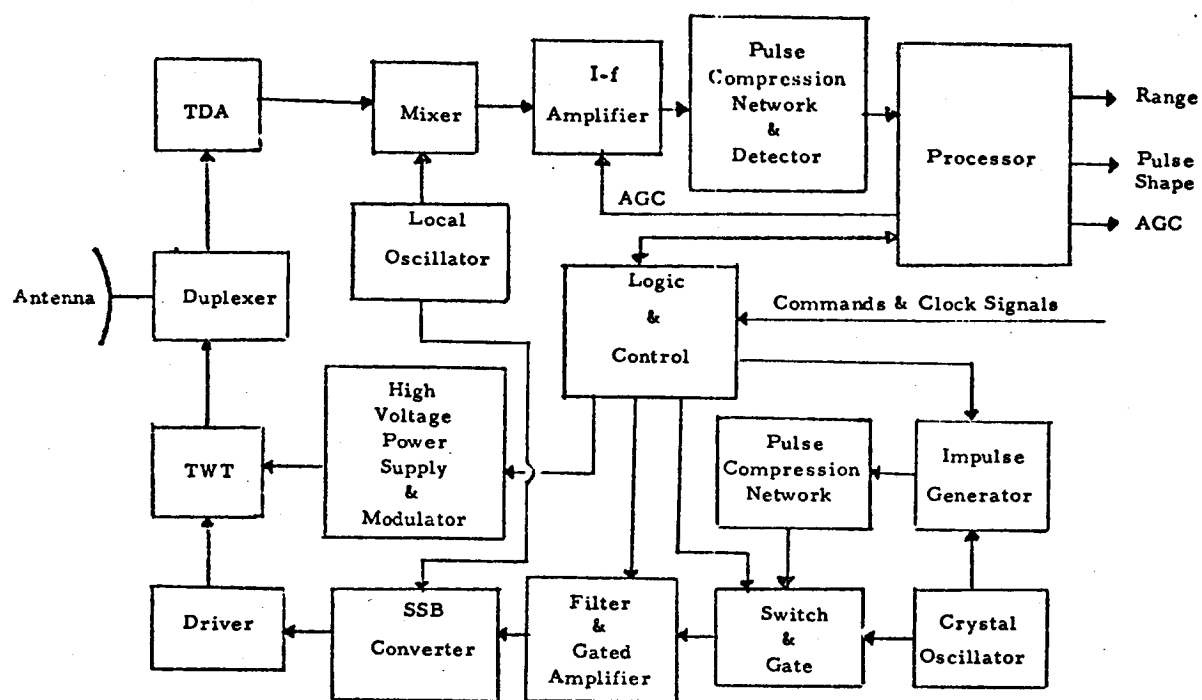 TDA
Mixer
I-f
Amplifier
Pulse
Compression
Network
&
Detector
Processor
Range
Pulse
Shape
AGC
AGC
Local
Oscillator
Antenna
Duplexer
Logic
&
Control
Commands & Clock Signals
High
Voltage
Power
Supply
&
Modulator
TWT
Pulse
Compression
Network
Impulse
Generator
Driver
SSB
Converter
Filter
&
Gated
Amplifier
Switch
&
Gate
Crystal
Oscillator